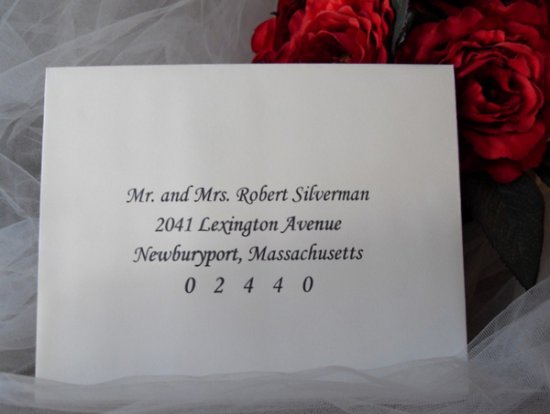 Mr. and Mrs. Robert Silverman
2041 Lexington Avenue
Newburyport, Massachusetts
0 2 4 4 0